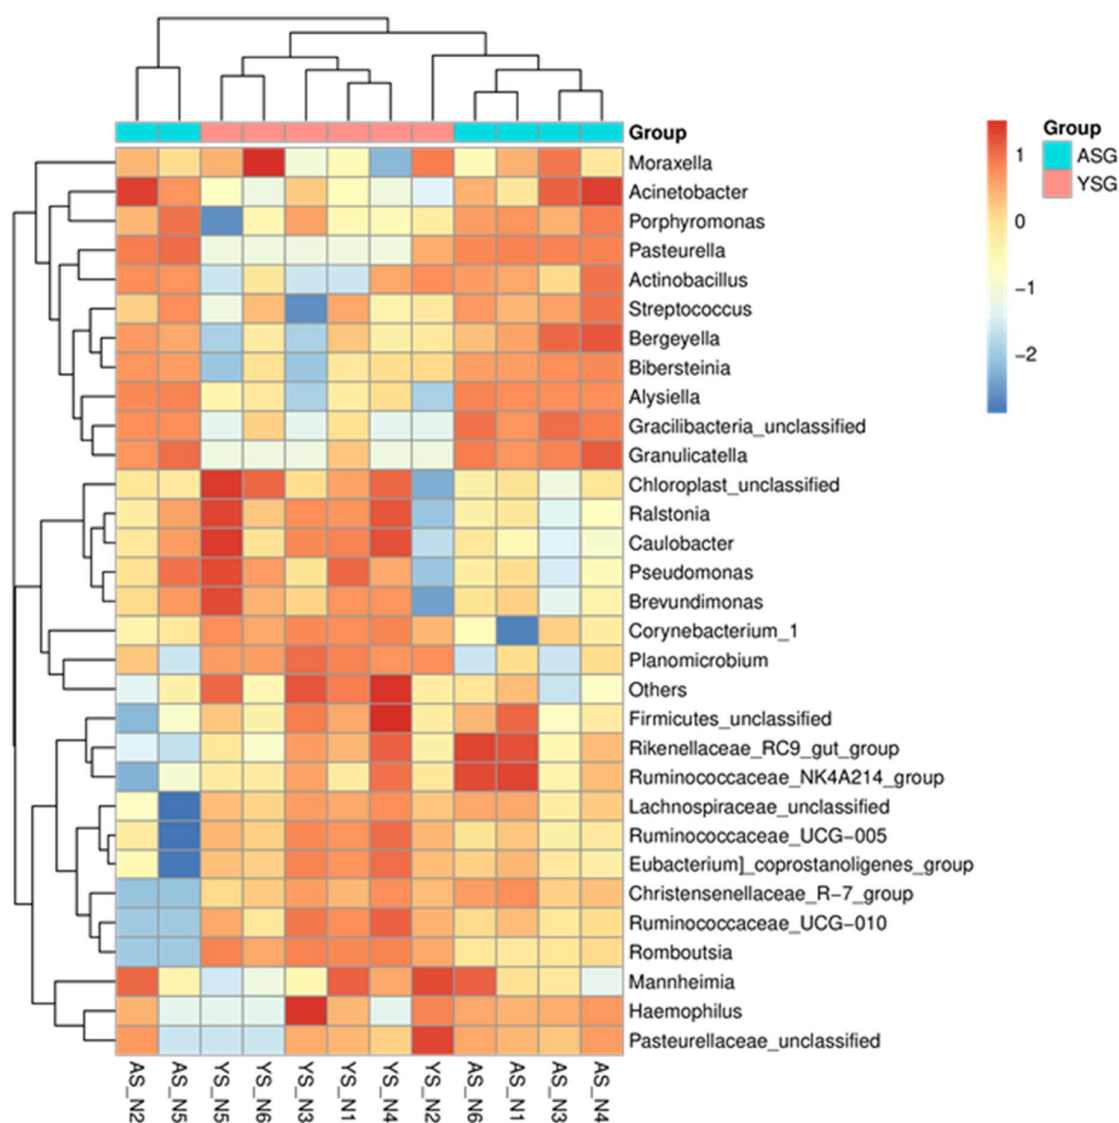 Group
Moraxella
Acinetobacter
Porphyromonas
Pasteurella
Actinobacillus
Streptococcus
Bergeyella
Bibersteinia
Alysiella
Gracilibacteria_unclassified
Granulicatella
Chloroplast_unclassified
Ralstonia
Caulobacter
Pseudomonas
Brevundimonas
Corynebacterium_1
Planomicrobium
Others
Firmicutes_unclassified
Rikenellaceae_RC9_gut_group
Ruminococcaceae_NK4A214_group
Lachnospiraceae_unclassified
Ruminococcaceae_UCG−005
Eubacterium]_coprostanoligenes_group
Christensenellaceae_R−7_group
Ruminococcaceae_UCG−010
Romboutsia
Mannheimia
Haemophilus
Pasteurellaceae_unclassified
AS_N2
AS_N5
YS_N5
YS_N6
YS_N3
YS_N1
YS_N4
YS_N2
AS_N6
AS_N1
AS_N3
AS_N4
1
0
−1
−2
Group
ASG
YSG